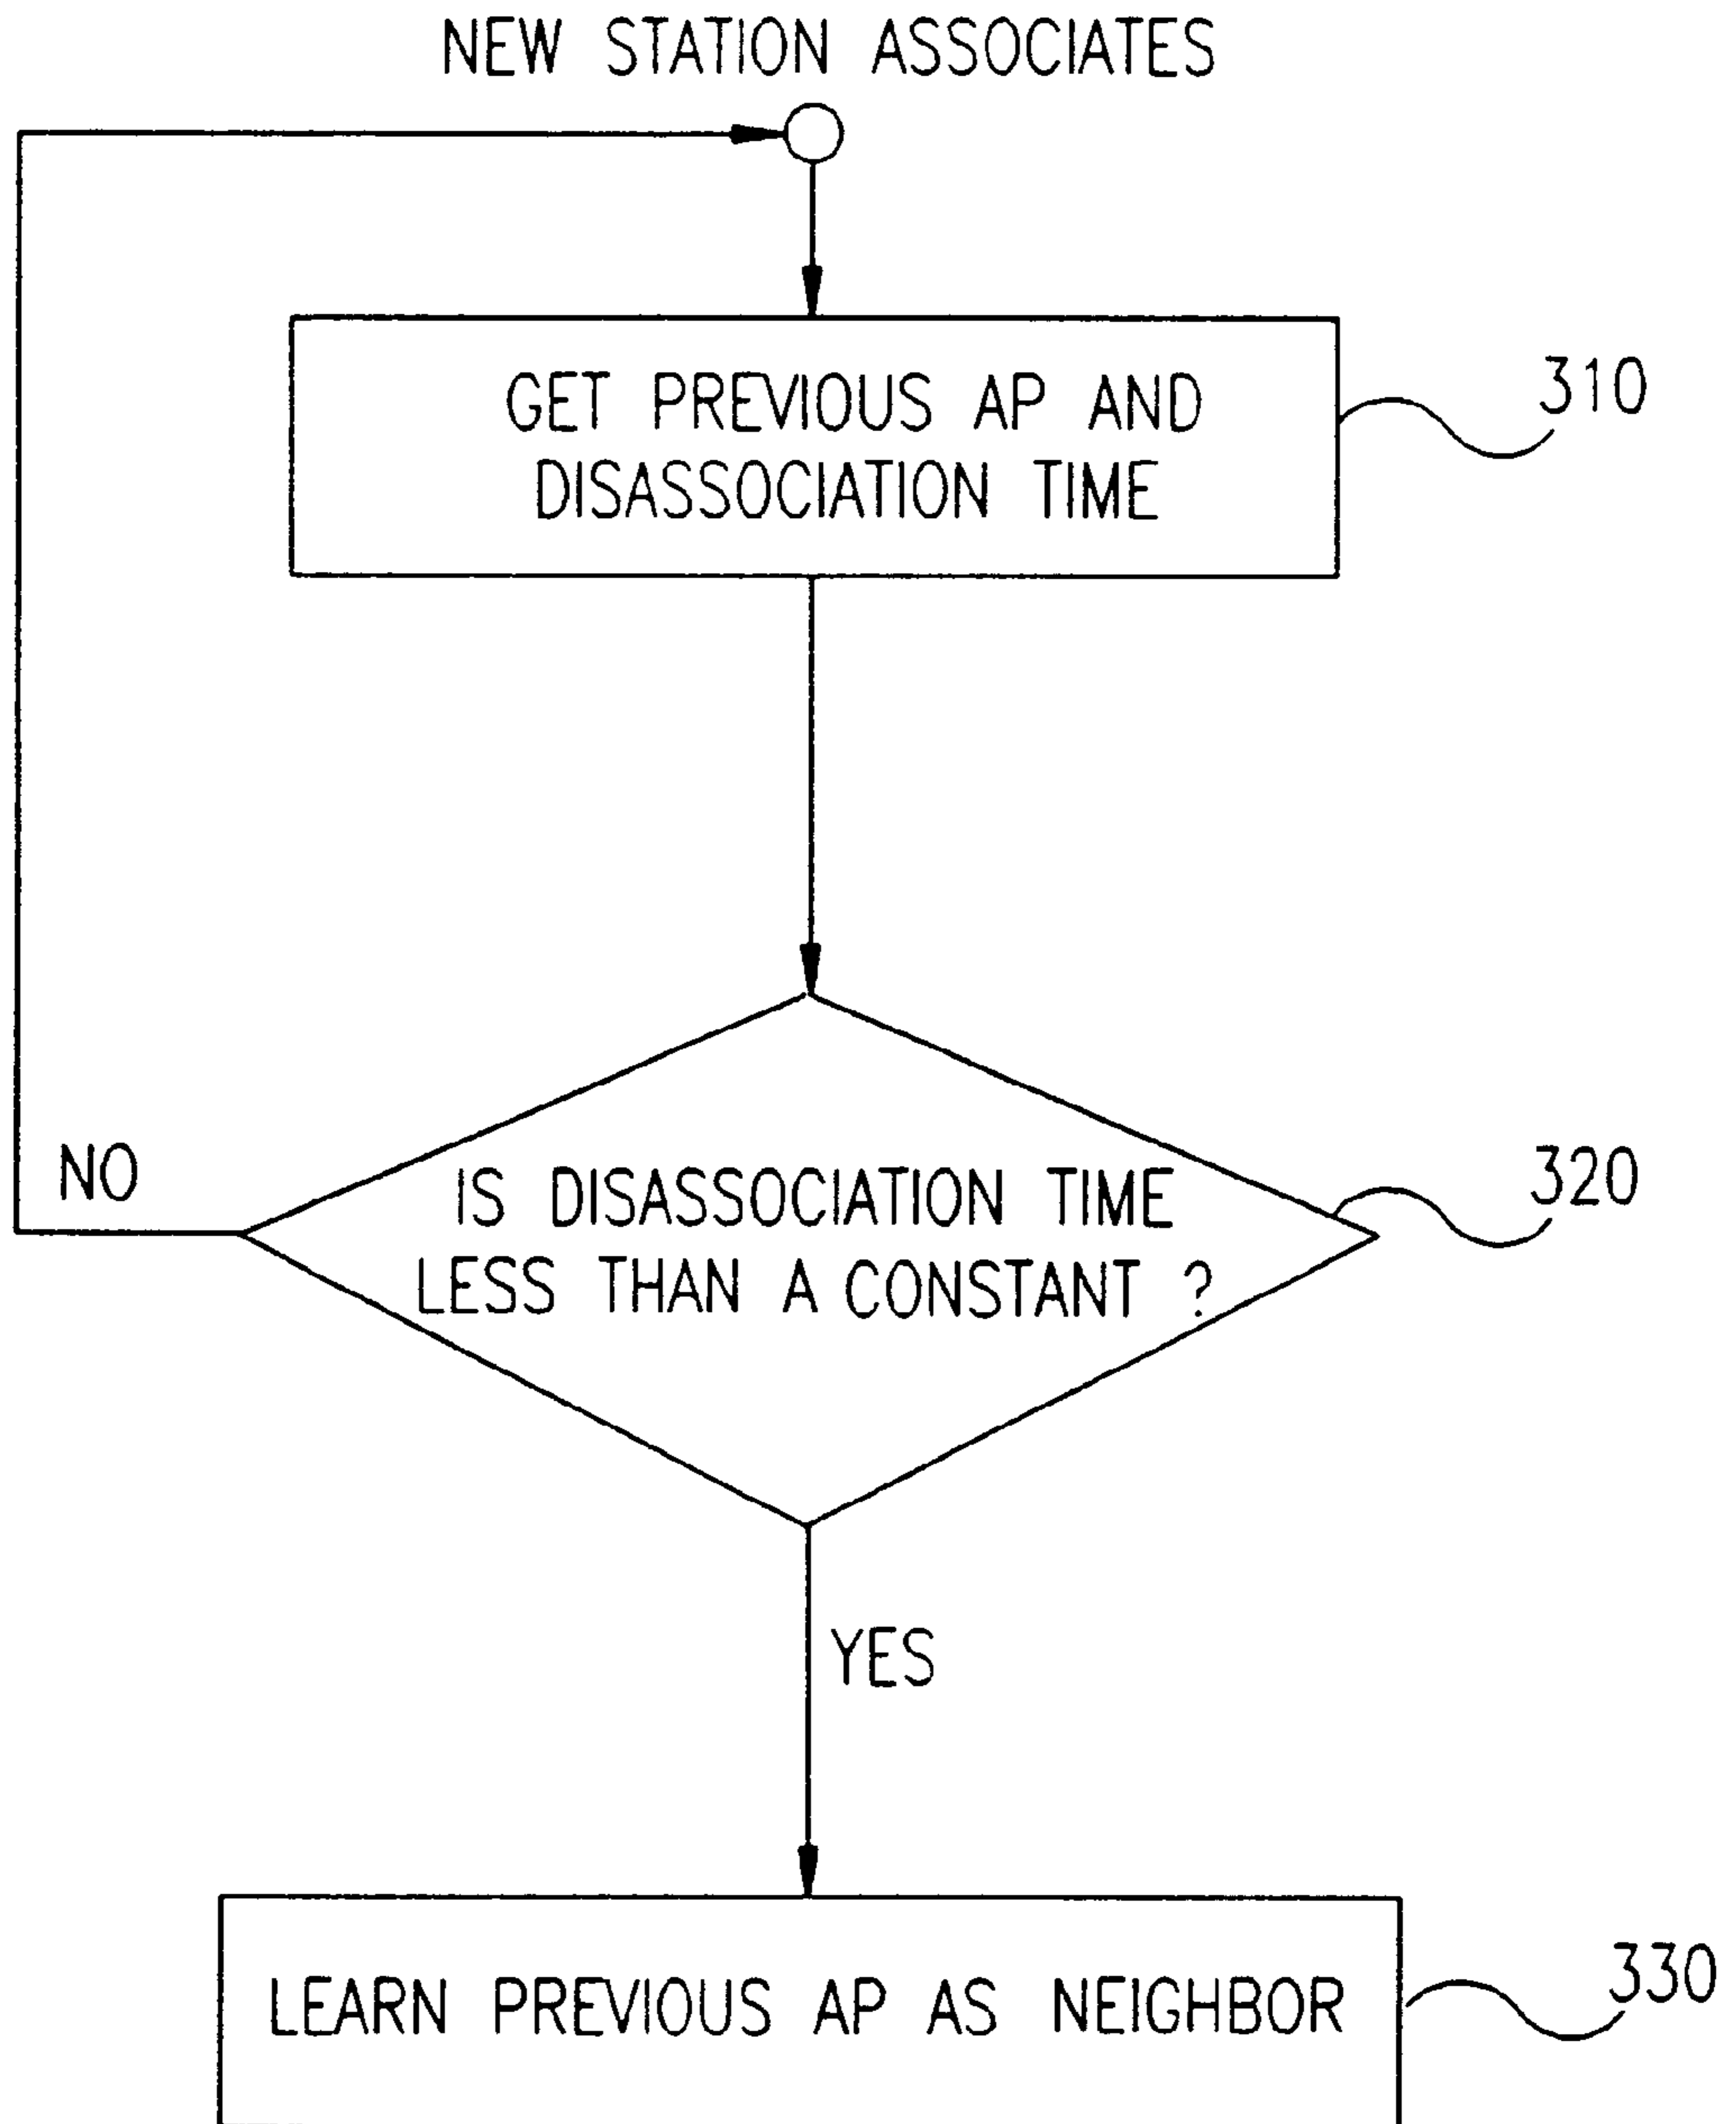 NEW STATION ASSOCIATES
GET PREVIOUS AP AND
DISASSOCIATION TIME
310
NO
IS DISASSOCIATION TIME
LESS THAN A CONSTANT ?
320
YES
LEARN PREVIOUS AP AS NEIGHBOR
330